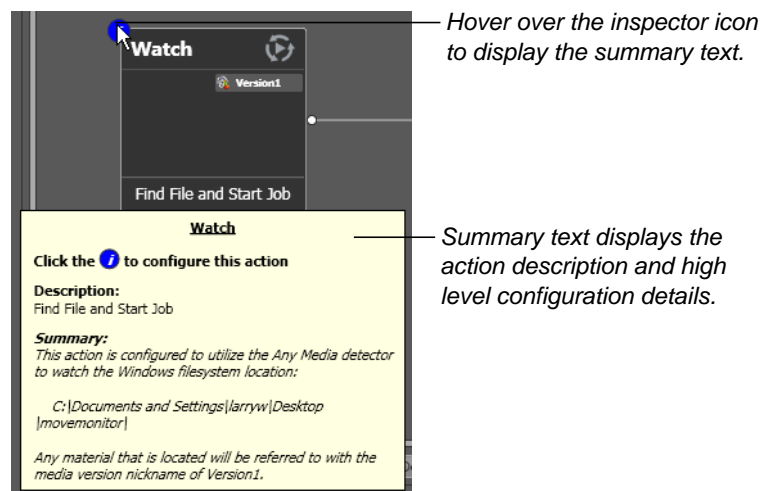 Hover over the inspector icon
to display the summary text.
Watch
Version1
Find File and Start Job
Watch
Click the i to configure this action
Description:
Find File and Start Job
Summary:
This action is configured to utilize the Any Media detector
to watch the Windows filesystem location:
C:\Documents and Settings\larryw\Desktop
\movemonitor\
Any material that is located will be referred to with the
media version nickname of Version1.
Summary text displays the
action description and high
level configuration details.